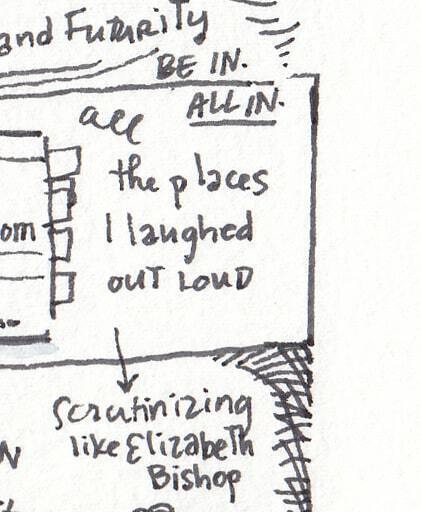 and Futurity
BE IN.
ALL IN.
all
the places
I laughed
om
OUT LOUD
Scrutinizing
like Elizabeth
N
Bishop